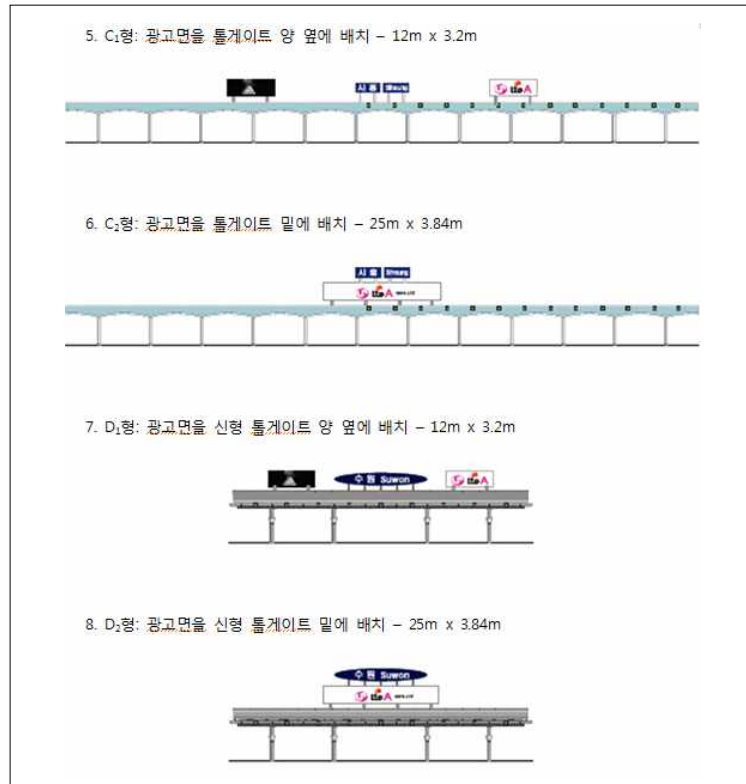 5. C₁형: 광고면을 톨게이트 양 옆에 배치 – 12m x 3.2m
6. C₂형: 광고면을 톨게이트 밑에 배치 – 25m x 3.84m
7. D₁형: 광고면을 신형 톨게이트 양 옆에 배치 – 12m x 3.2m
수 원 Suwon
8. D₂형: 광고면을 신형 톨게이트 밑에 배치 – 25m x 3.84m
수 원 Suwon